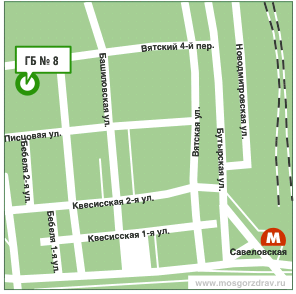 Вятский 4-й пер.
ГБ № 8
Башиловская ул.
Новодмитровская ул.
Писцовая ул.
Вятская ул.
Бутырская ул.
Бебеля 2-я ул.
Квесисская 2-я ул.
Бебеля 1-я ул.
Квесисская 1-я ул.
М
Савеловская
www.mosgorzdrav.ru